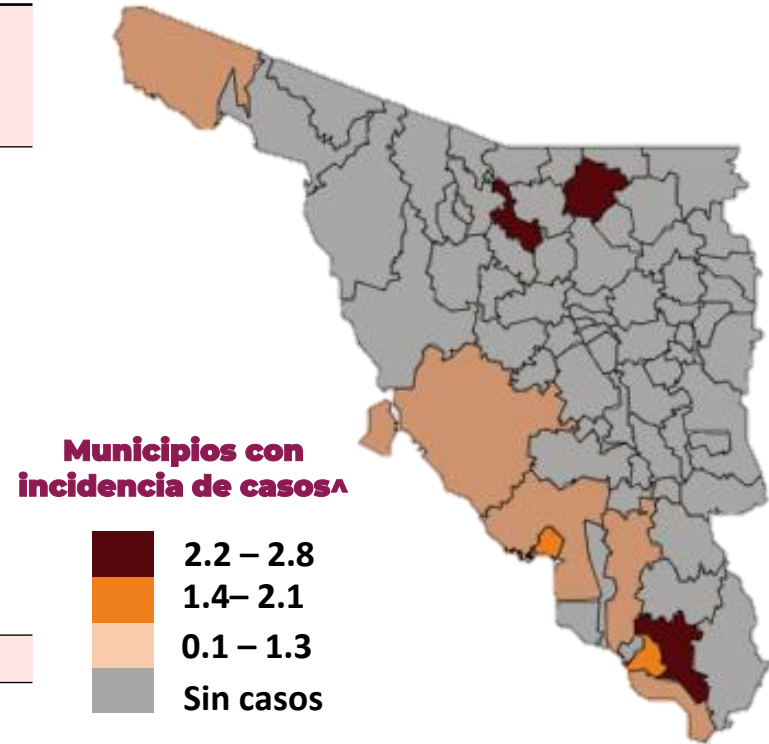 Municipios con
incidencia de casos^
2.2 – 2.8
1.4– 2.1
0.1 – 1.3
Sin casos